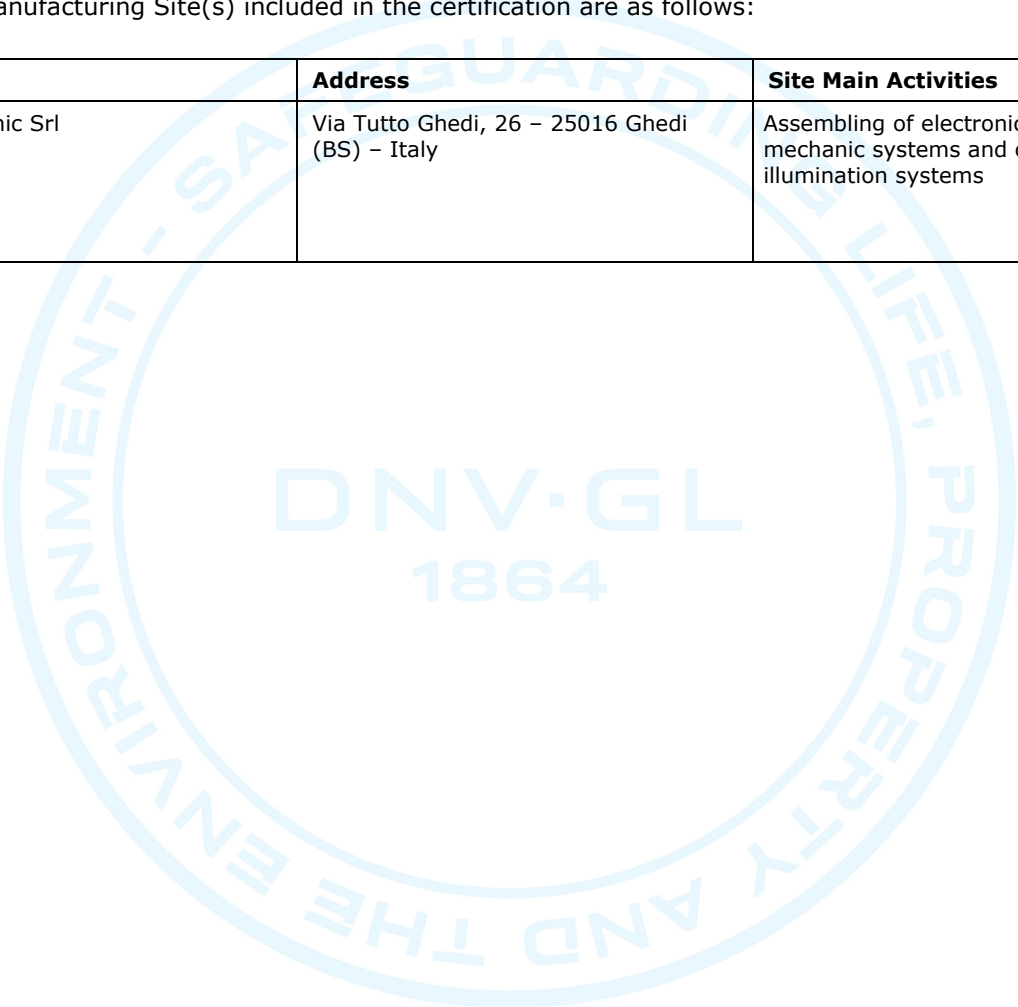 anufacturing Site(s) included in the certification are as follows:
Address
Site Main Activities
nic Srl
Via Tutto Ghedi, 26 – 25016 Ghedi
(BS) – Italy
Assembling of electronic
mechanic systems and
illumination systems
SAFEGUARDING LIFE, PROPERTY AND THE ENVIRONMENT –
DNV·GL
1864